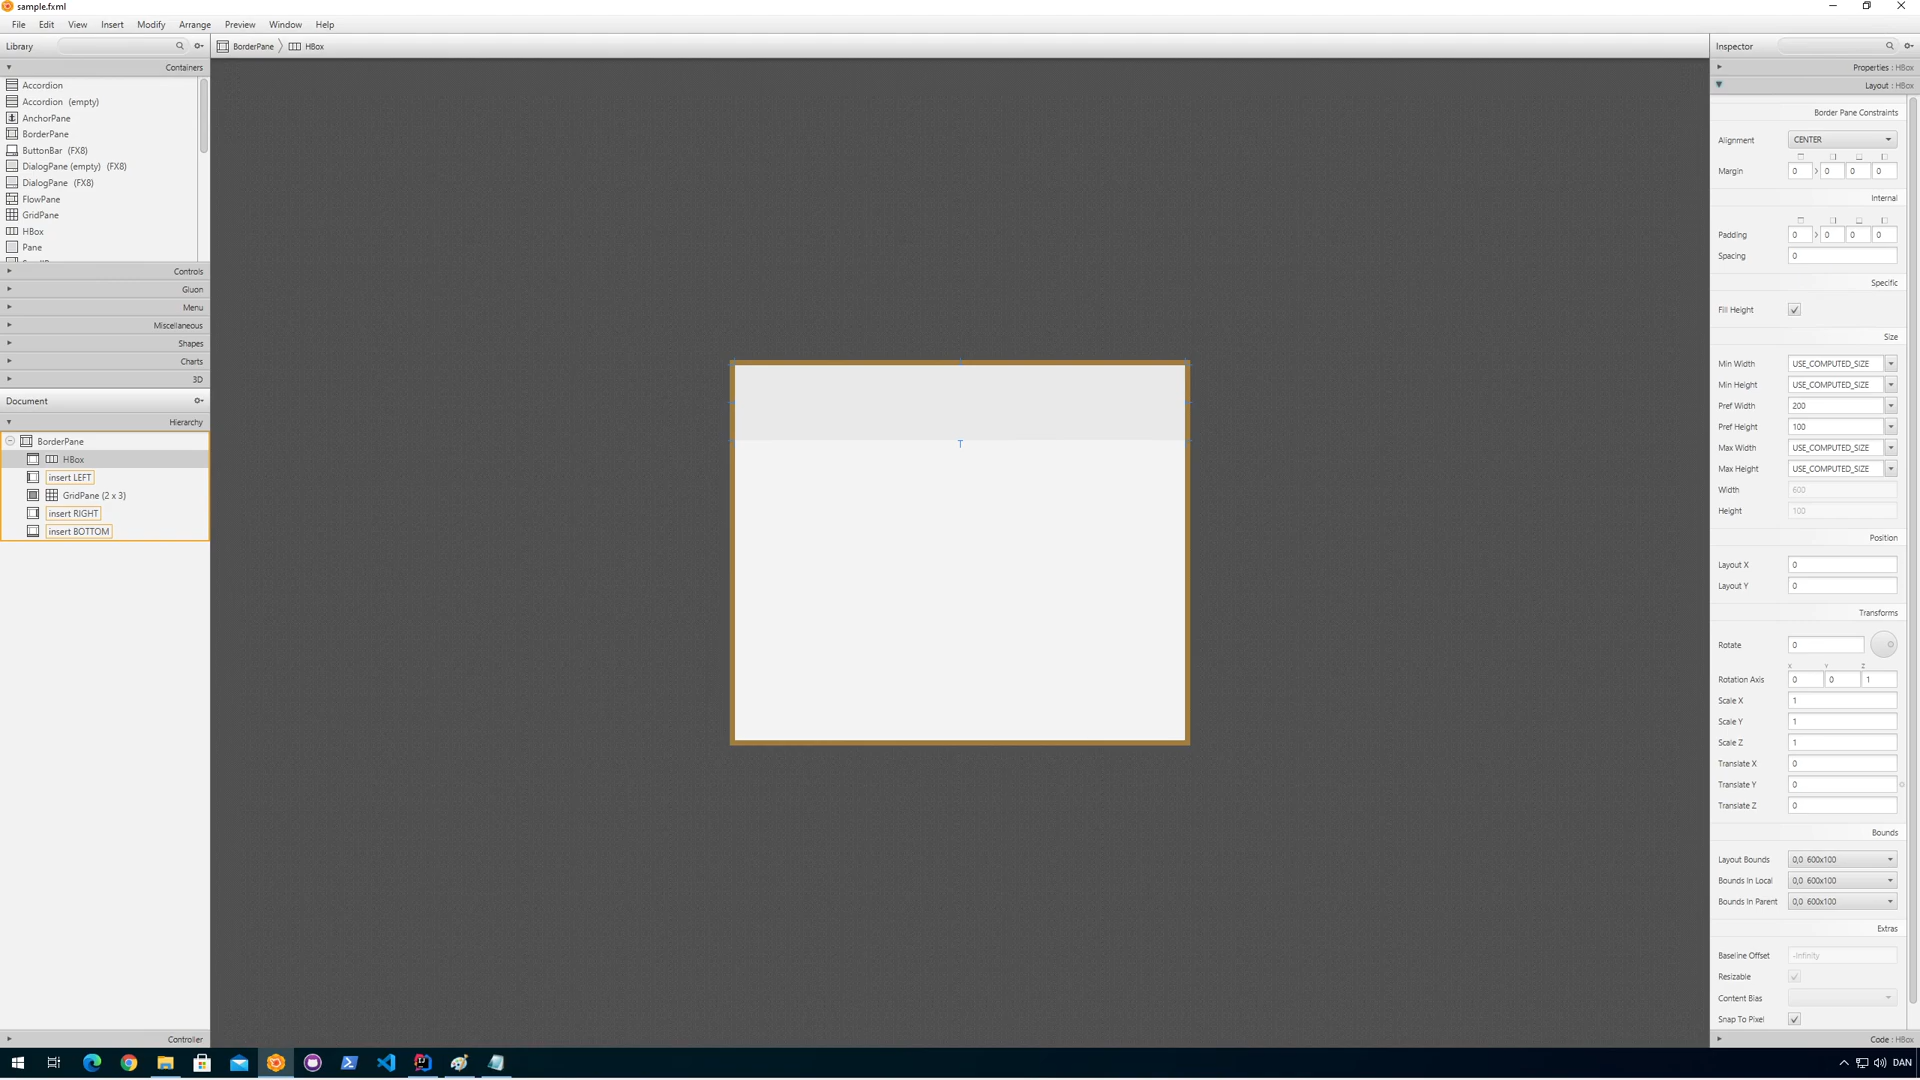 sample.fxml
File Edit View Insert Modify Arrange Preview Window Help
Library
BorderPane HBox
Inspector
Containers
Accordion
Accordion (empty)
AnchorPane
BorderPane
ButtonBar (FX8)
DialogPane (empty) (FX8)
DialogPane (FX8)
FlowPane
GridPane
HBox
Pane
Controls
Gluon
Menu
Miscellaneous
Shapes
Charts
3D
Document
Hierarchy
BorderPane
HBox
insert LEFT
GridPane (2 x 3)
insert RIGHT
insert BOTTOM
Controller
Properties : HBox
Layout : HBox
Border Pane Constraints
Alignment CENTER
Margin 0 0 0 0
Internal
Padding 0 0 0 0
Spacing 0
Specific
Fill Height
Size
Min Width USE_COMPUTED_SIZE
Min Height USE_COMPUTED_SIZE
Pref Width 200
Pref Height 100
Max Width USE_COMPUTED_SIZE
Max Height USE_COMPUTED_SIZE
Width 600
Height 100
Position
Layout X 0
Layout Y 0
Transforms
Rotate 0
X Y Z
Rotation Axis 0 0 1
Scale X 1
Scale Y 1
Scale Z 1
Translate X 0
Translate Y 0
Translate Z 0
Bounds
Layout Bounds 0,0 600x100
Bounds In Local 0,0 600x100
Bounds In Parent 0,0 600x100
Extras
Baseline Offset -Infinity
Resizable
Content Bias
Snap To Pixel
Code : HBox
DAN